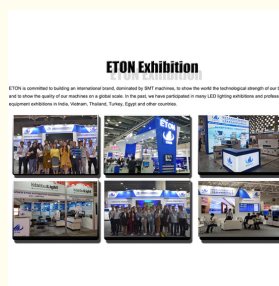 ETON Exhibition
ETON is committed to building an international brand, dominated by SMT machines, to show the world the technological strength of our
and to show the quality of our machines on a global scale. In the past, we have participated in many LED lighting exhibitions and
equipment exhibitions in India, Vietnam, Thailand, Turkey, Egypt and other countries.
ETON